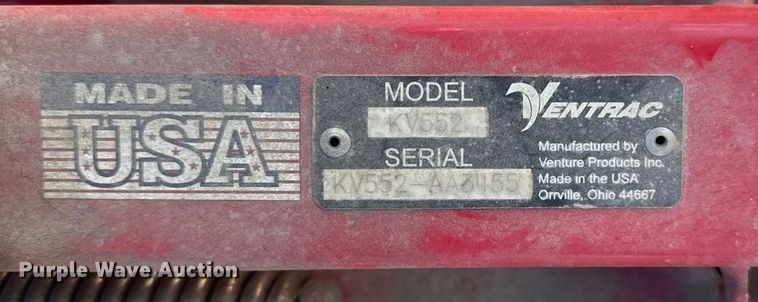 MADE IN
USA
MODEL
KV552
SERIAL
KV552-AA3455
VENTRAC
Manufactured by
Venture Products Inc.
Made in the USA
Orrville, Ohio 44667
Purple Wave Auction